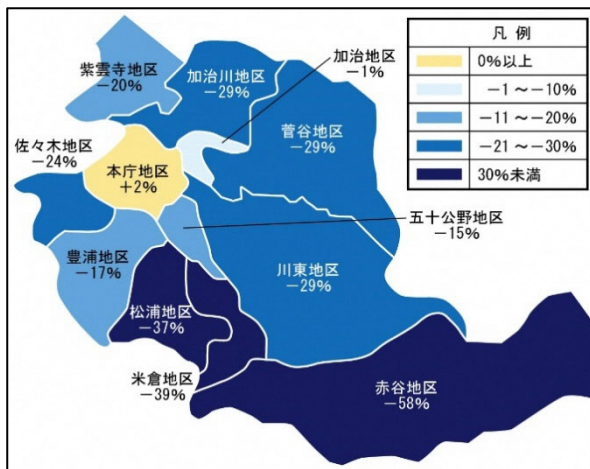 凡 例
0%以上
－1 ～－10%
－11 ～－20%
－21 ～－30%
30%未満
紫雲寺地区
－20%
加治川地区
－29%
加治地区
－1%
菅谷地区
－29%
佐々木地区
－24%
本庁地区
＋2%
五十公野地区
－15%
豊浦地区
－17%
川東地区
－29%
松浦地区
－37%
米倉地区
－39%
赤谷地区
－58%